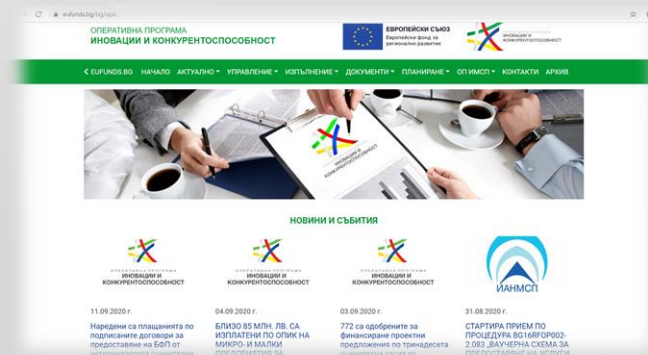 eufunds.bg/bg/opic
ОПЕРАТИВНА ПРОГРАМА
ИНОВАЦИИ И КОНКУРЕНТОСПОСОБНОСТ
ЕВРОПЕЙСКИ СЪЮЗ
Европейски фонд за
регионално развитие
ИНОВАЦИИ И
КОНКУРЕНТОСПОСОБНОСТ
EUFUNDS.BG НАЧАЛО АКТУАЛНО УПРАВЛЕНИЕ ИЗПЪЛНЕНИЕ ДОКУМЕНТИ ПЛАНИРАНЕ ОП ИМСП КОНТАКТИ АРХИВ
ИНОВАЦИИ И
КОНКУРЕНТОСПОСОБНОСТ
НОВИНИ И СЪБИТИЯ
ОПЕРАТИВНА ПРОГРАМА
ИНОВАЦИИ И
КОНКУРЕНТОСПОСОБНОСТ
ОПЕРАТИВНА ПРОГРАМА
ИНОВАЦИИ И
КОНКУРЕНТОСПОСОБНОСТ
ОПЕРАТИВНА ПРОГРАМА
ИНОВАЦИИ И
КОНКУРЕНТОСПОСОБНОСТ
ИАНМСП
11.09.2020 г.
Наредени са плащанията по
подписаните договори за
предоставяне на БФП от
04.09.2020 г.
БЛИЗО 85 МЛН. ЛВ. СА
ИЗПЛАТЕНИ ПО ОПИК НА
МИКРО- И МАЛКИ
ПРЕДПРИЯТИЯ ЗА
03.09.2020 г.
772 са одобрените за
финансиране проектни
предложения по тринадесета
31.08.2020 г.
СТАРТИРА ПРИЕМ ПО
ПРОЦЕДУРА BG16RFOP002-
2.083 „ВАУЧЕРНА СХЕМА ЗА
ПРЕДОСТАВЯНЕ НА УСЛУГИ